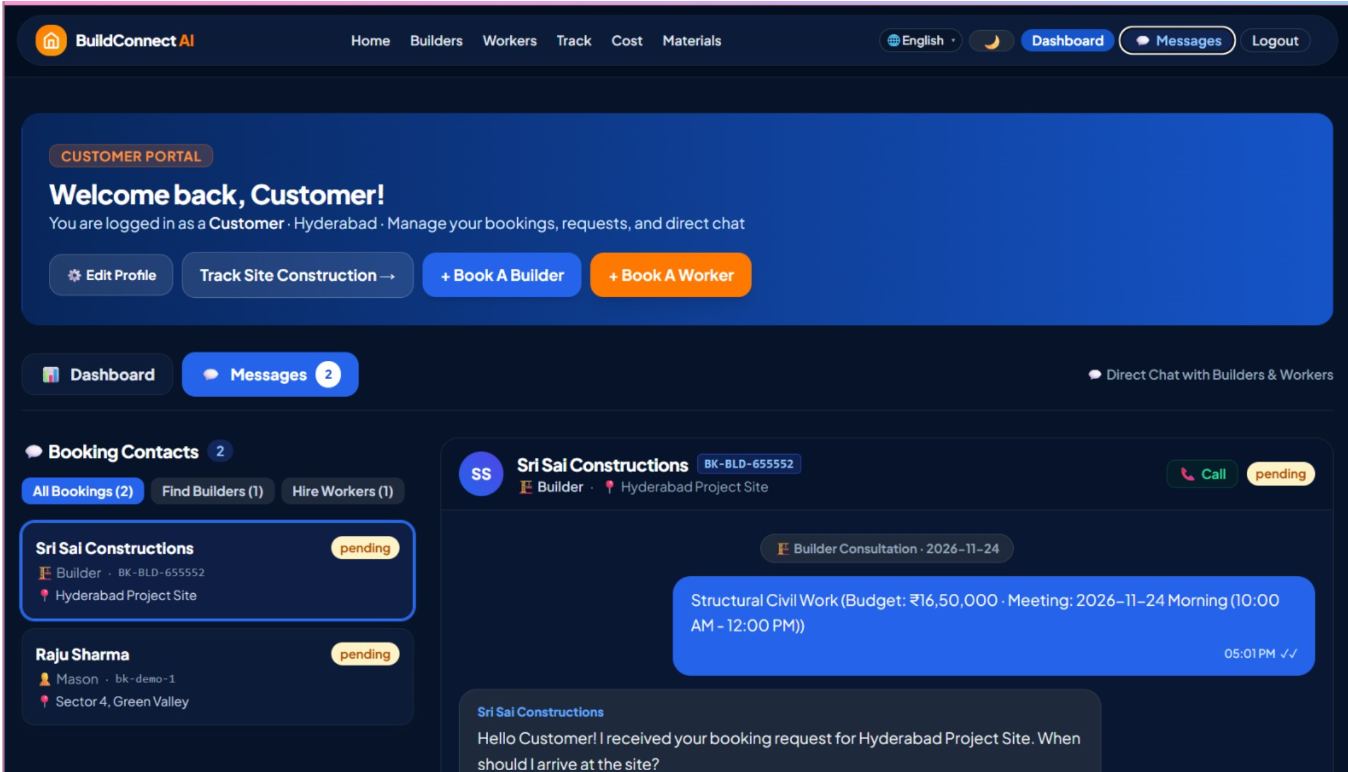 BuildConnect AI
Home Builders Workers Track Cost Materials
English
Dashboard
Messages
Logout
CUSTOMER PORTAL
Welcome back, Customer!
You are logged in as a Customer · Hyderabad · Manage your bookings, requests, and direct chat
Edit Profile
Track Site Construction →
+ Book A Builder
+ Book A Worker
Dashboard
Messages 2
Direct Chat with Builders & Workers
Booking Contacts 2
All Bookings (2)
Find Builders (1)
Hire Workers (1)
Sri Sai Constructions
pending
Builder · BK-BLD-655552
Hyderabad Project Site
Raju Sharma
pending
Mason · bk-demo-1
Sector 4, Green Valley
SS
Sri Sai Constructions BK-BLD-655552
Builder · Hyderabad Project Site
Call
pending
Builder Consultation · 2026-11-24
Structural Civil Work (Budget: ₹16,50,000 · Meeting: 2026-11-24 Morning (10:00
AM - 12:00 PM))
05:01 PM ✓✓
Sri Sai Constructions
Hello Customer! I received your booking request for Hyderabad Project Site. When
should I arrive at the site?